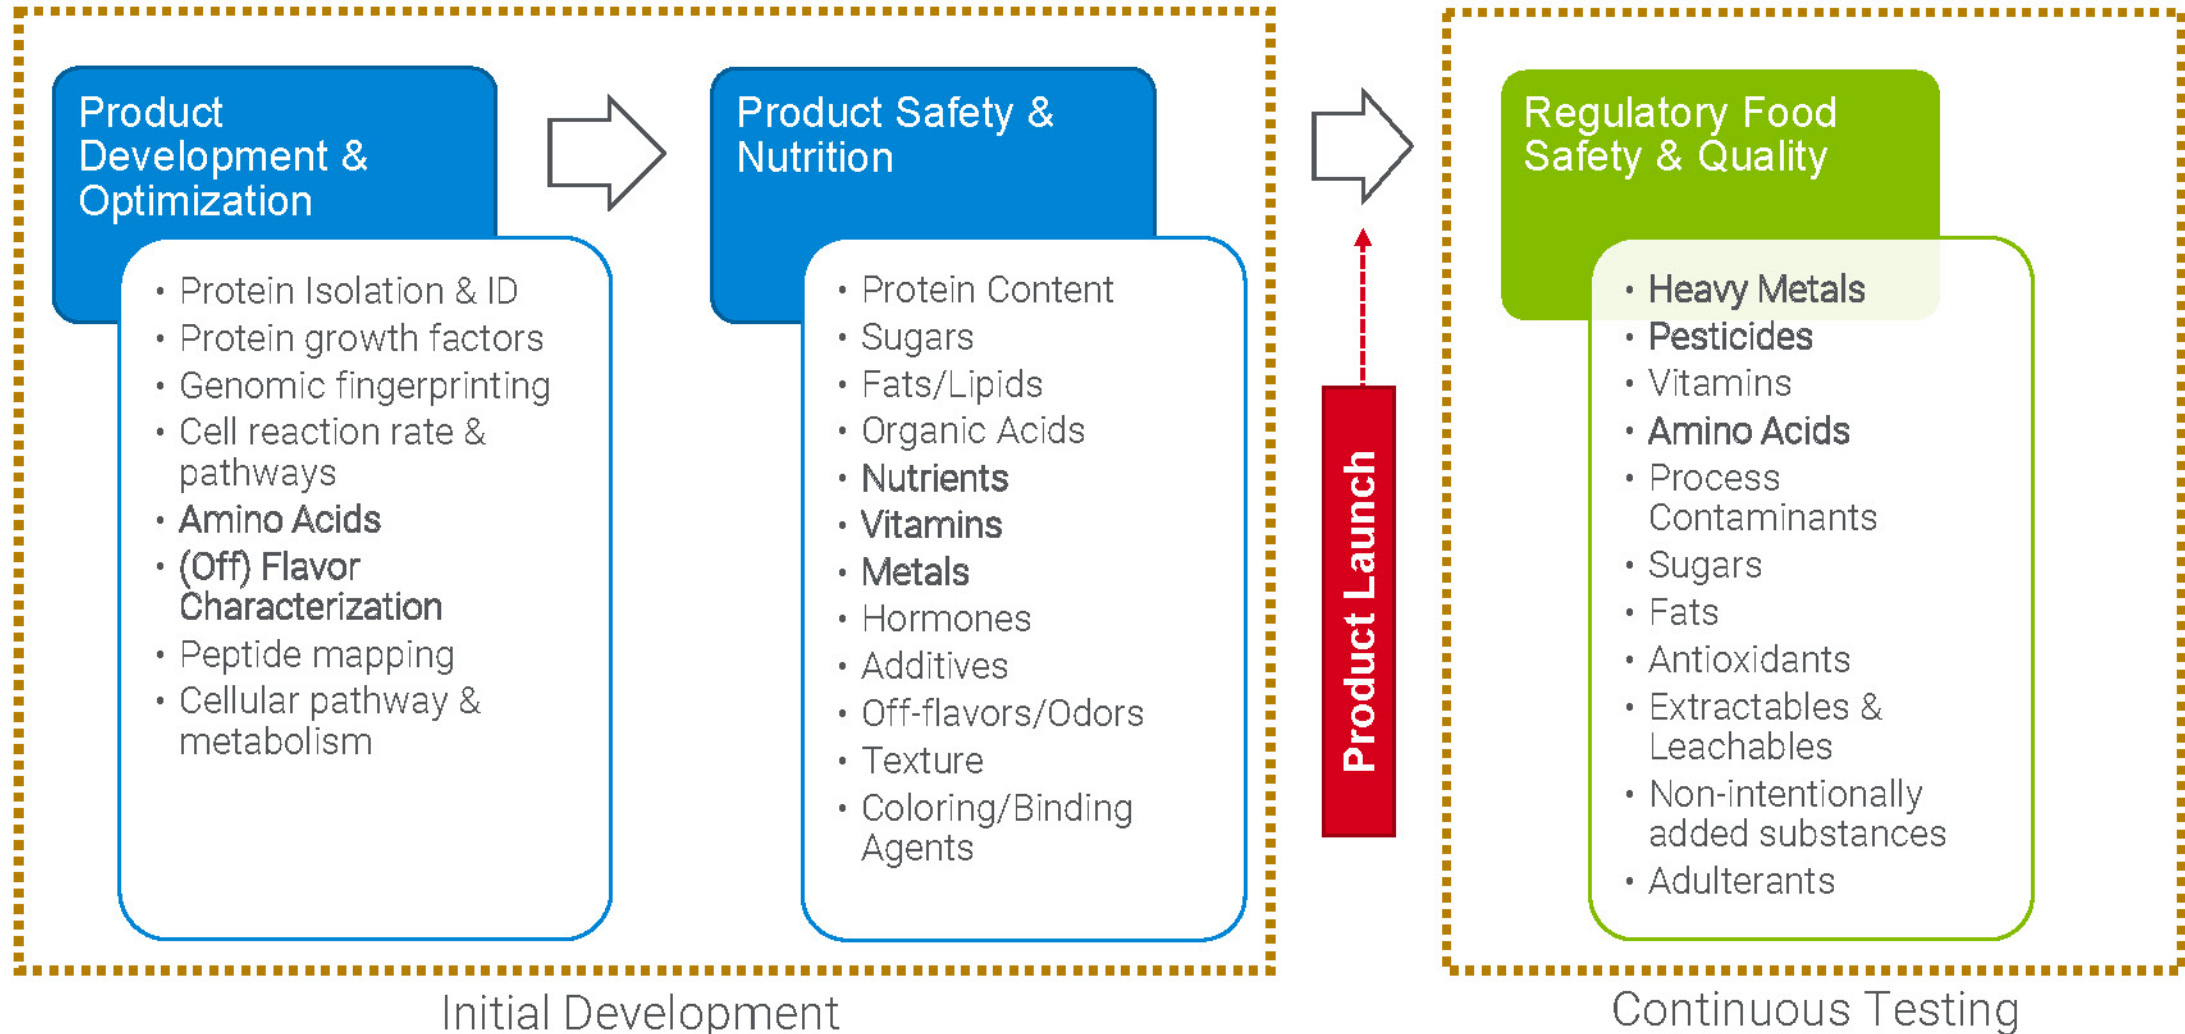 Product
Development &
Optimization
• Protein Isolation & ID
• Protein growth factors
• Genomic fingerprinting
• Cell reaction rate &
pathways
• Amino Acids
• (Off) Flavor
Characterization
• Peptide mapping
• Cellular pathway &
metabolism
Product Safety &
Nutrition
• Protein Content
• Sugars
• Fats/Lipids
• Organic Acids
• Nutrients
• Vitamins
• Metals
• Hormones
• Additives
• Off-flavors/Odors
• Texture
• Coloring/Binding
Agents
Initial Development
Product Launch
Regulatory Food
Safety & Quality
• Heavy Metals
• Pesticides
• Vitamins
• Amino Acids
• Process
Contaminants
• Sugars
• Fats
• Antioxidants
• Extractables &
Leachables
• Non-intentionally
added substances
• Adulterants
Continuous Testing